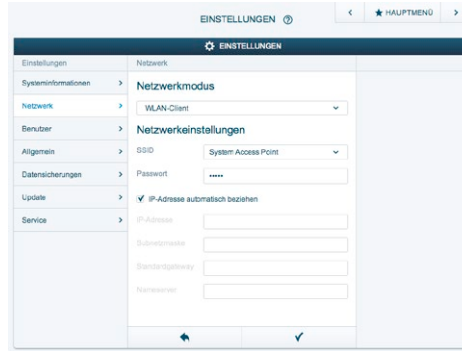 EINSTELLUNGEN
HAUPTMENÜ
EINSTELLUNGEN
Einstellungen
Netzwerk
Systeminformationen
Netzwerk
Benutzer
Allgemein
Datensicherungen
Update
Service
Netzwerkmodus
WLAN-Client
Netzwerkeinstellungen
SSID System Access Point
Passwort •••••
IP-Adresse automatisch beziehen
IP-Adresse
Subnetzmaske
Standardgateway
Nameserver